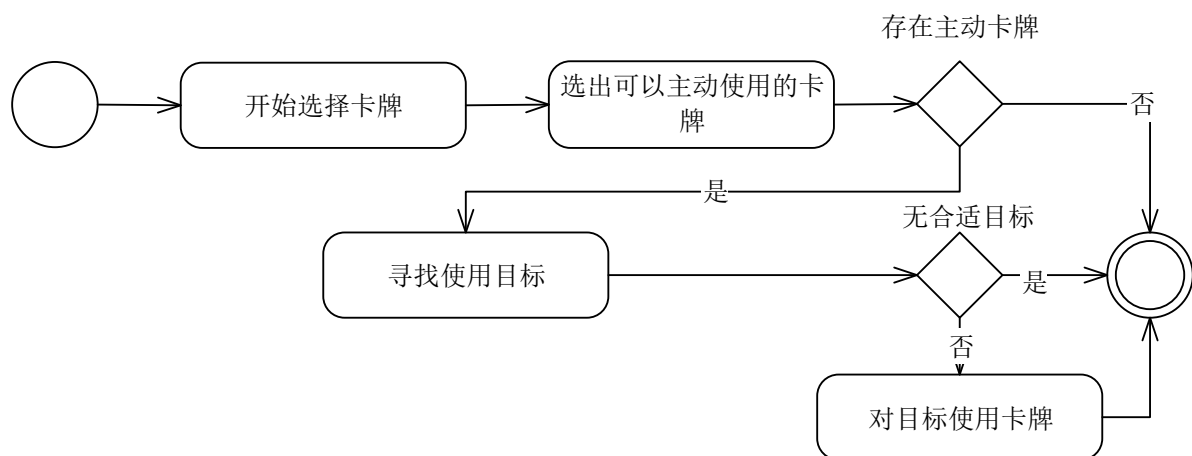 存在主动卡牌
开始选择卡牌
选出可以主动使用的卡
牌
否
是
无合适目标
寻找使用目标
是
否
对目标使用卡牌